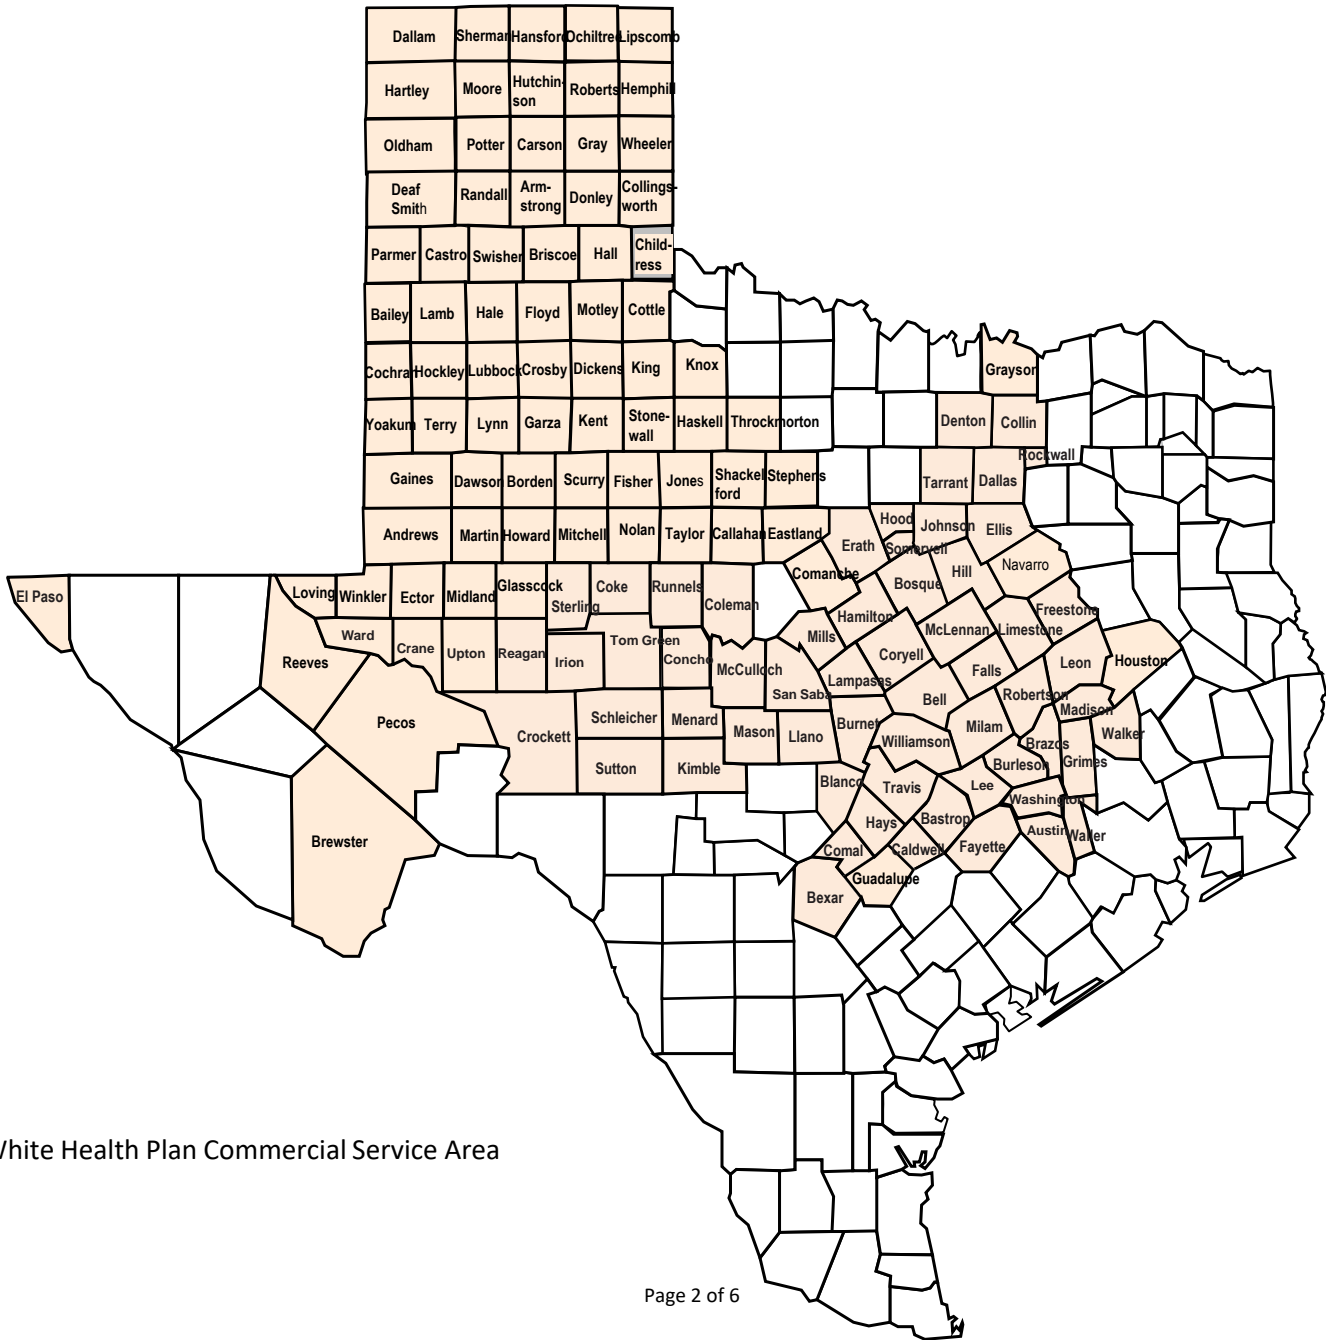 Dallam Sherman Hansford Ochiltree Lipscomb
Hartley Moore Hutchin-
son Roberts Hemphill
Oldham Potter Carson Gray Wheeler
Deaf
Smith Randall Arm-
strong Donley Collings-
worth
Parmer Castro Swisher Briscoe Hall Child-
ress
Bailey Lamb Hale Floyd Motley Cottle
Cochran Hockley Lubbock Crosby Dickens King Knox
Grayson
Yoakum Terry Lynn Garza Kent Stone-
wall Haskell Throckmorton Denton Collin
Rockwall
Gaines Dawson Borden Scurry Fisher Jones Shackel
ford Stephens Tarrant Dallas
Andrews Martin Howard Mitchell Nolan Taylor Callahan Eastland Erath Hood Johnson Ellis
Somervell
El Paso Loving Winkler Ector Midland Glasscock Sterling Coke Runnels Coleman Comanche Bosque Hill Navarro
Ward Crane Upton Reagan Irion Tom Green Concho McCulloch Mills Hamilton McLennan Limestone Freestone
Reeves San Saba Lampasas Coryell Falls Leon Houston
Pecos Crockett Schleicher Menard Mason Llano Burnet Bell Milam Robertson Madison Walker
Sutton Kimble Blanco Williamson Burleson Brazos Grimes
Travis Lee Washington
Brewster Hays Bastrop Austin Waller
Comal Caldwell Fayette
Guadalupe
Bexar
White Health Plan Commercial Service Area
Page 2 of 6